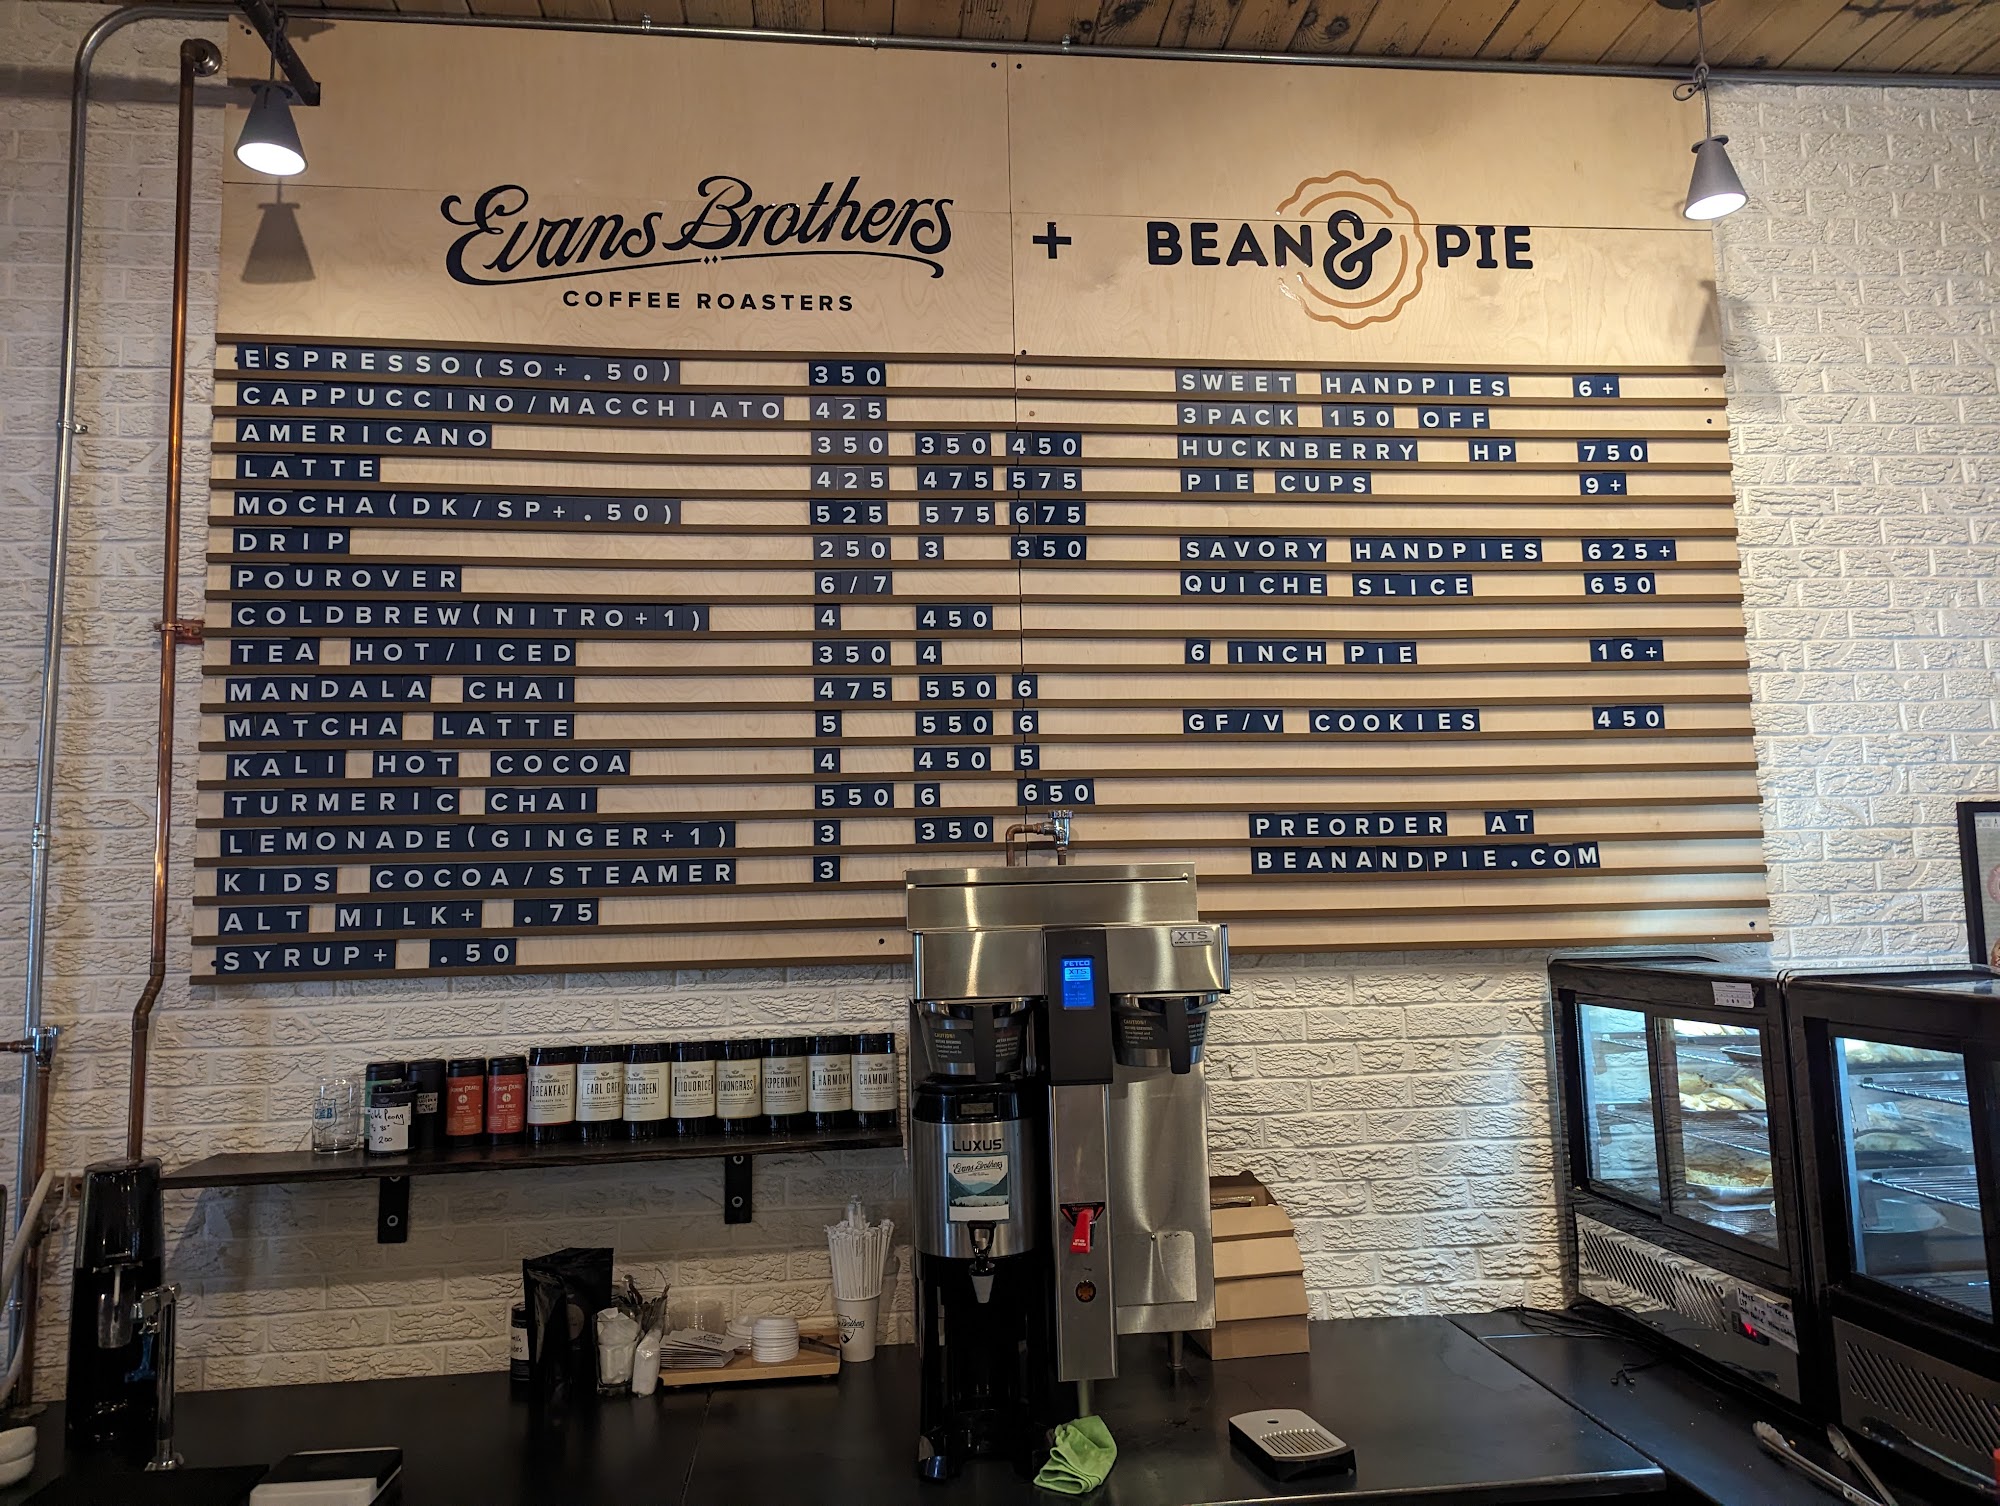 Evans Brothers
COFFEE ROASTERS
+
BEAN & PIE
ESPRESSO(SO+.50) 350
CAPPUCCINO/MACCHIATO 425
AMERICANO 350 350 450
LATTE 425 475 575
MOCHA(DK/SP+.50) 525 575 675
DRIP 250 3 350
POUROVER 6/7
COLDBREW(NITRO+1) 4 450
TEA HOT/ICED 350 4
MANDALA CHAI 475 550 6
MATCHA LATTE 5 550 6
KALI HOT COCOA 4 450 5
TURMERIC CHAI 550 6 650
LEMONADE(GINGER+1) 3 350
KIDS COCOA/STEAMER 3
ALT MILK+ .75
SYRUP+ .50
SWEET HANDPIES 6+
3PACK 150 OFF
HUCKNBERRY HP 750
PIE CUPS 9+
SAVORY HANDPIES 625+
QUICHE SLICE 650
6 INCH PIE 16+
GF/V COOKIES 450
PREORDER AT
BEANANDPIE.COM
XTS
FETCO
XTS
LUXUS
Evans Brothers
BREAKFAST
EARL GREY
LIQUORICE
LEMONGRASS
PEPPERMINT
HARMONY
CHAMOMILE
200